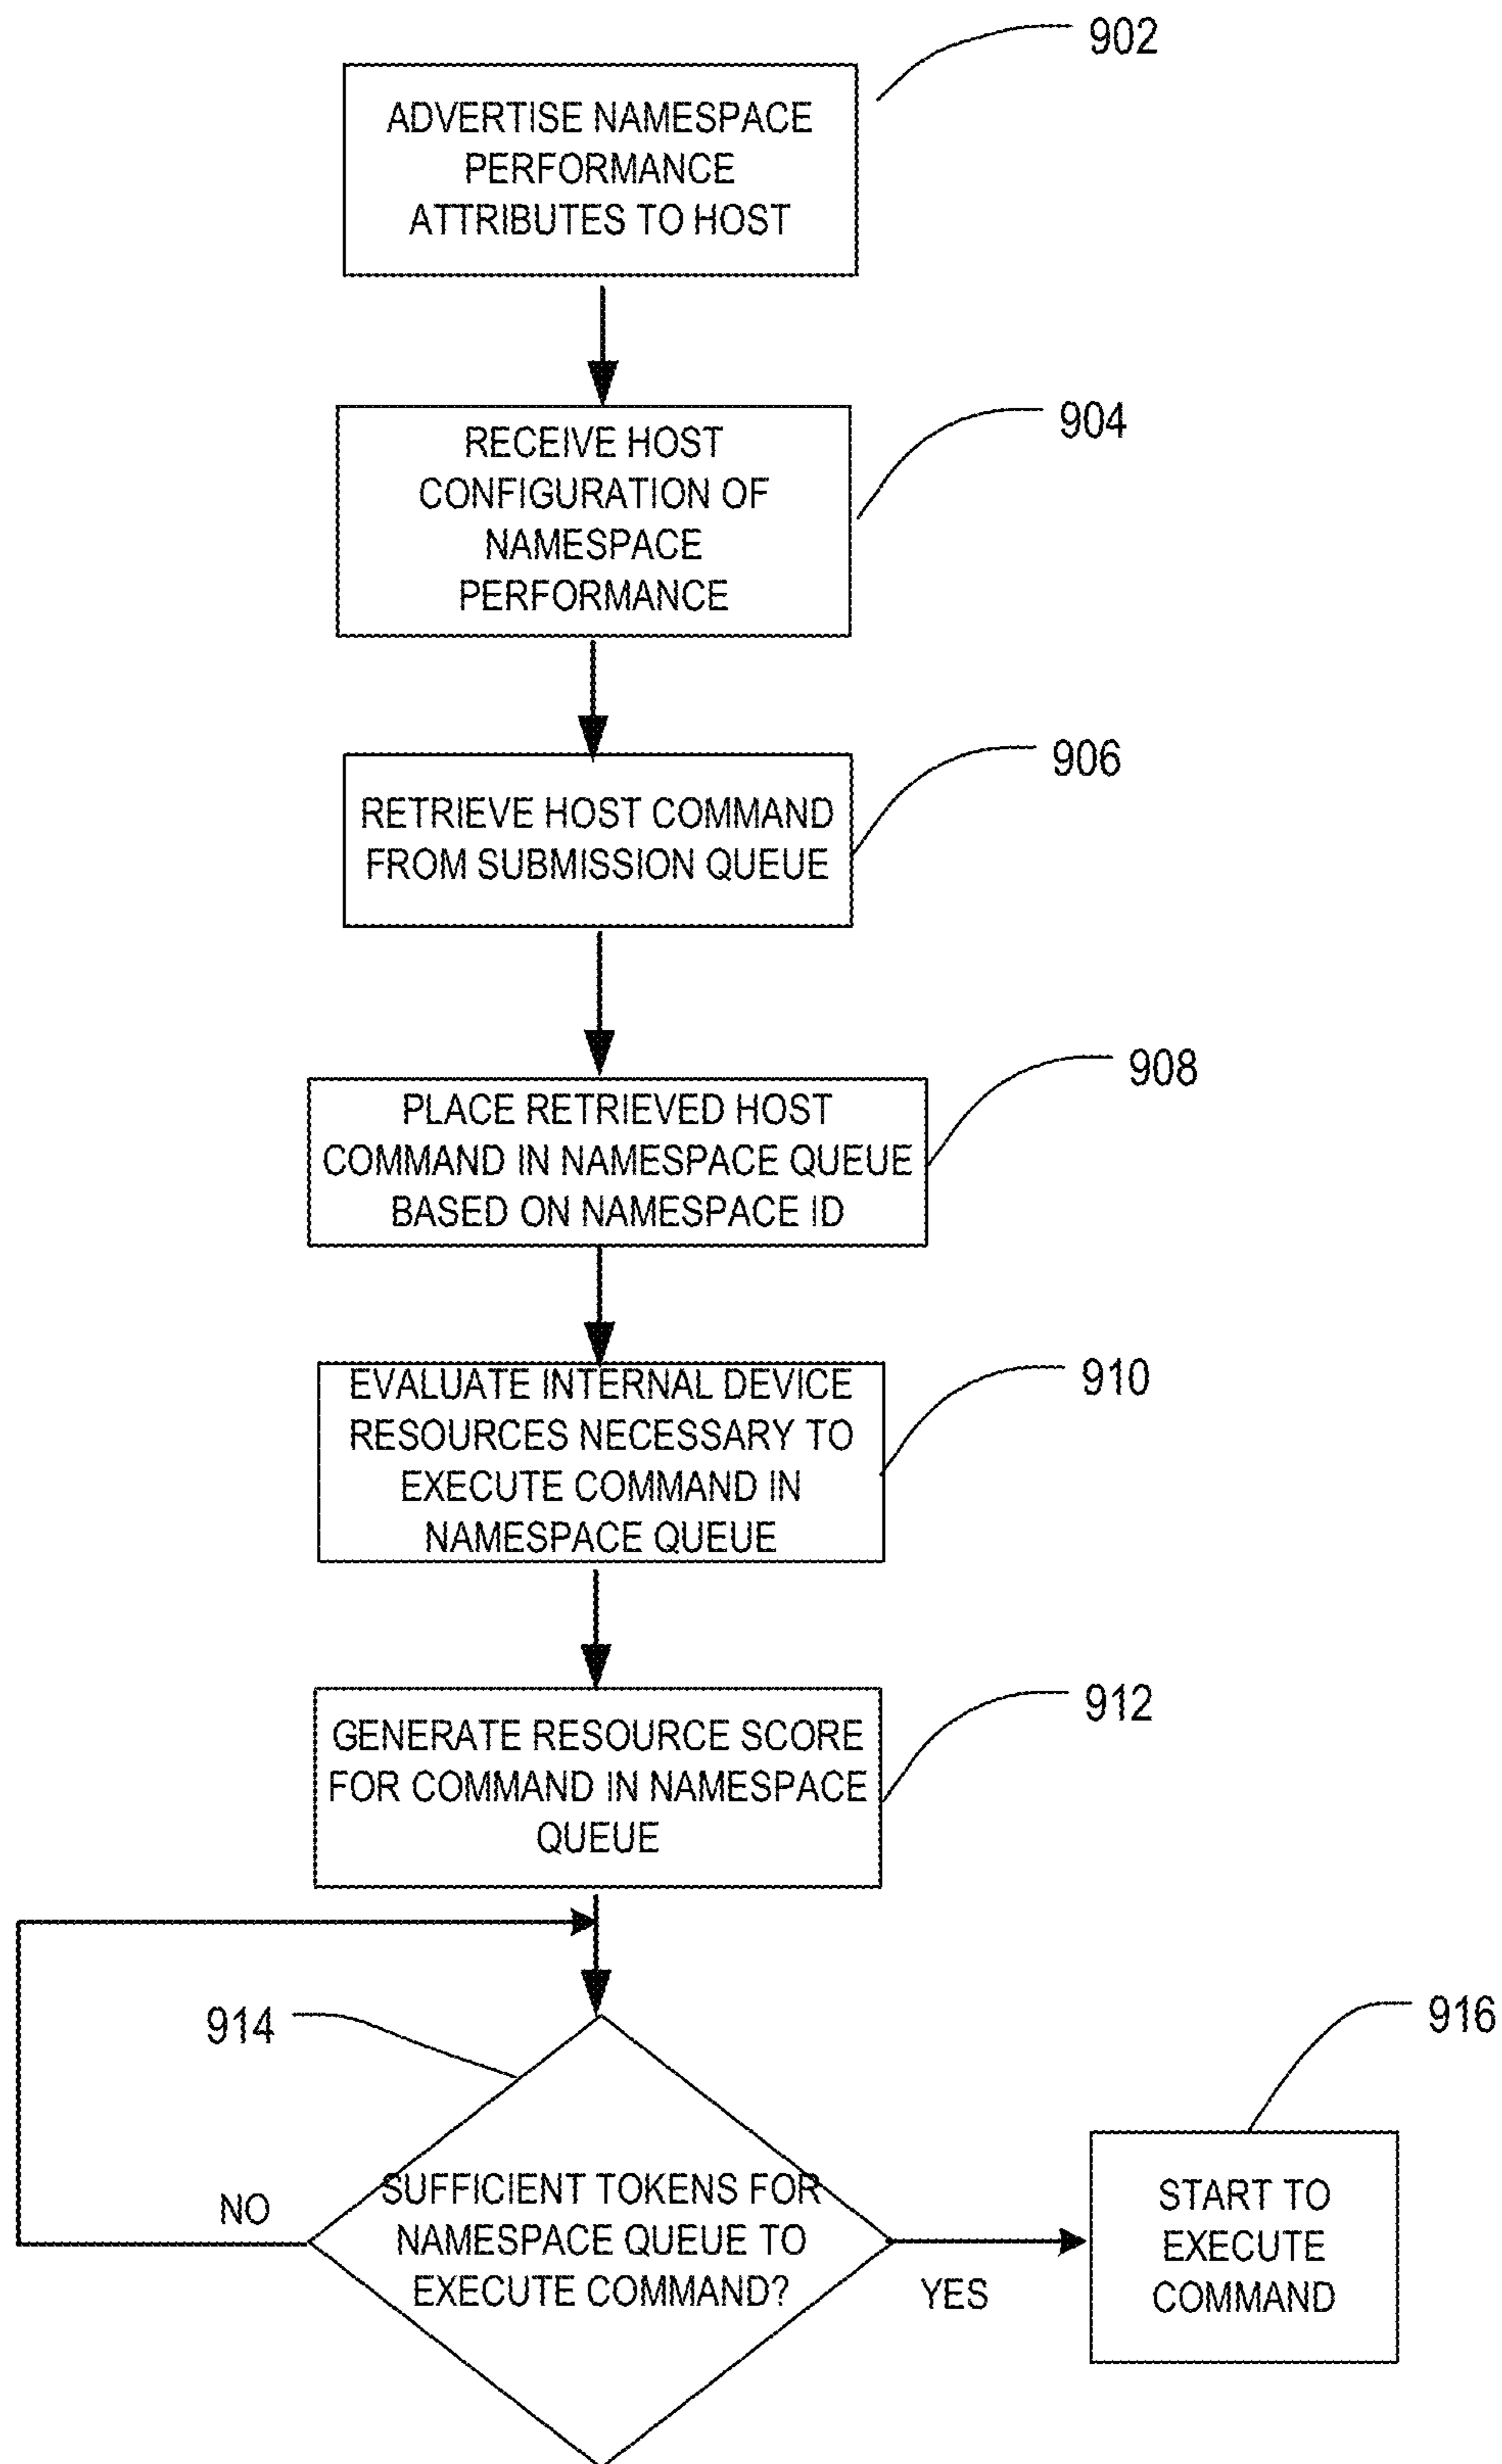 902
ADVERTISE NAMESPACE
PERFORMANCE
ATTRIBUTES TO HOST
904
RECEIVE HOST
CONFIGURATION OF
NAMESPACE
PERFORMANCE
906
RETRIEVE HOST COMMAND
FROM SUBMISSION QUEUE
908
PLACE RETRIEVED HOST
COMMAND IN NAMESPACE QUEUE
BASED ON NAMESPACE ID
910
EVALUATE INTERNAL DEVICE
RESOURCES NECESSARY TO
EXECUTE COMMAND IN
NAMESPACE QUEUE
912
GENERATE RESOURCE SCORE
FOR COMMAND IN NAMESPACE
QUEUE
914
SUFFICIENT TOKENS FOR
NAMESPACE QUEUE TO
EXECUTE COMMAND?
NO
YES
916
START TO
EXECUTE
COMMAND